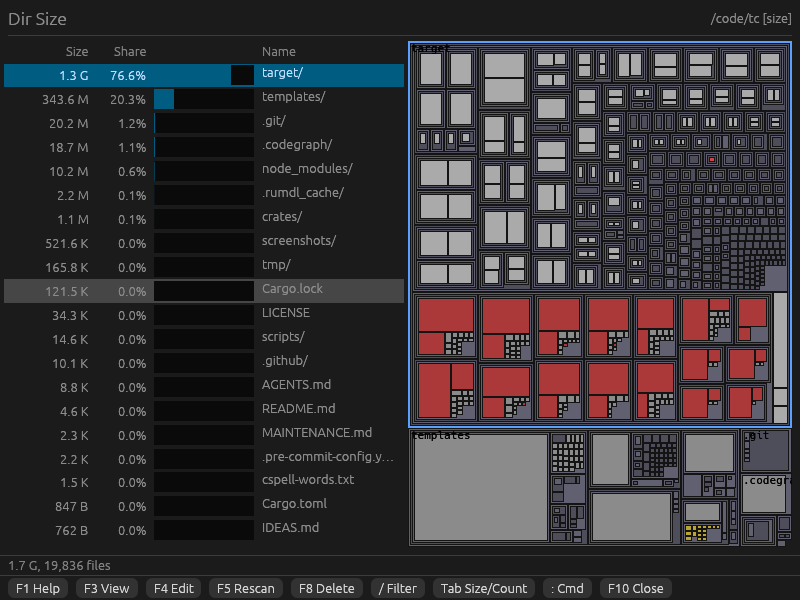 Dir Size /code/tc [size]
Size Share Name
1.3 G 76.6% target/
343.6 M 20.3% templates/
20.2 M 1.2% .git/
18.7 M 1.1% .codegraph/
10.2 M 0.6% node_modules/
2.2 M 0.1% .rumdl_cache/
1.1 M 0.1% crates/
521.6 K 0.0% screenshots/
165.8 K 0.0% tmp/
121.5 K 0.0% Cargo.lock
34.3 K 0.0% LICENSE
14.6 K 0.0% scripts/
10.1 K 0.0% .github/
8.8 K 0.0% AGENTS.md
4.6 K 0.0% README.md
2.3 K 0.0% MAINTENANCE.md
2.2 K 0.0% .pre-commit-config.y...
1.5 K 0.0% cspell-words.txt
847 B 0.0% Cargo.toml
762 B 0.0% IDEAS.md
target
templates .git
.codegra
1.7 G, 19,836 files
F1 Help F3 View F4 Edit F5 Rescan F8 Delete / Filter Tab Size/Count : Cmd F10 Close